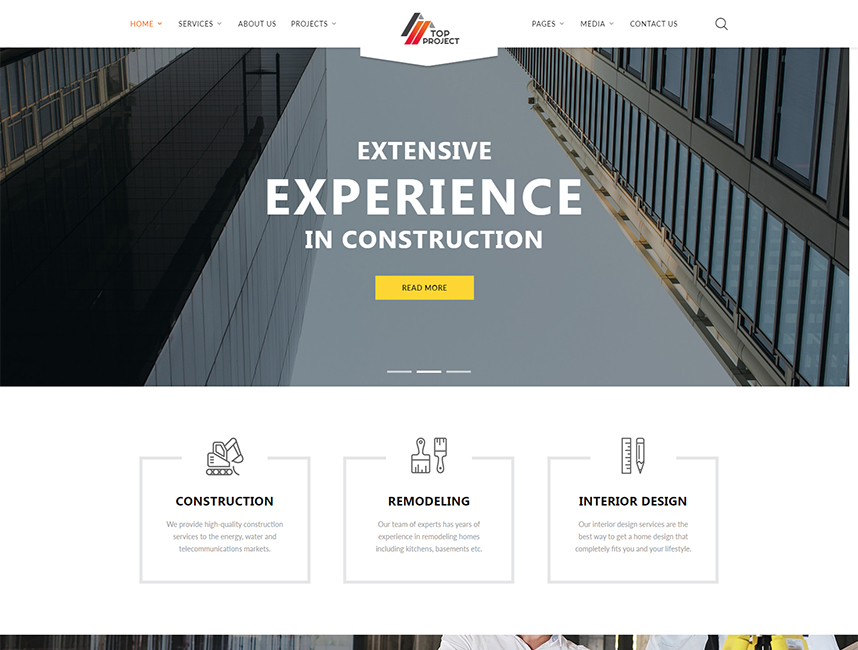 HOME SERVICES ABOUT US PROJECTS
TOP
PROJECT
PAGES MEDIA CONTACT US
EXTENSIVE
EXPERIENCE
IN CONSTRUCTION
READ MORE
CONSTRUCTION
We provide high-quality construction
services to the energy, water and
telecommunications markets.
REMODELING
Our team of experts has years of
experience in remodeling homes
including kitchens, basements etc.
INTERIOR DESIGN
Our interior design services are the
best way to get a home design that
completely fits you and your lifestyle.